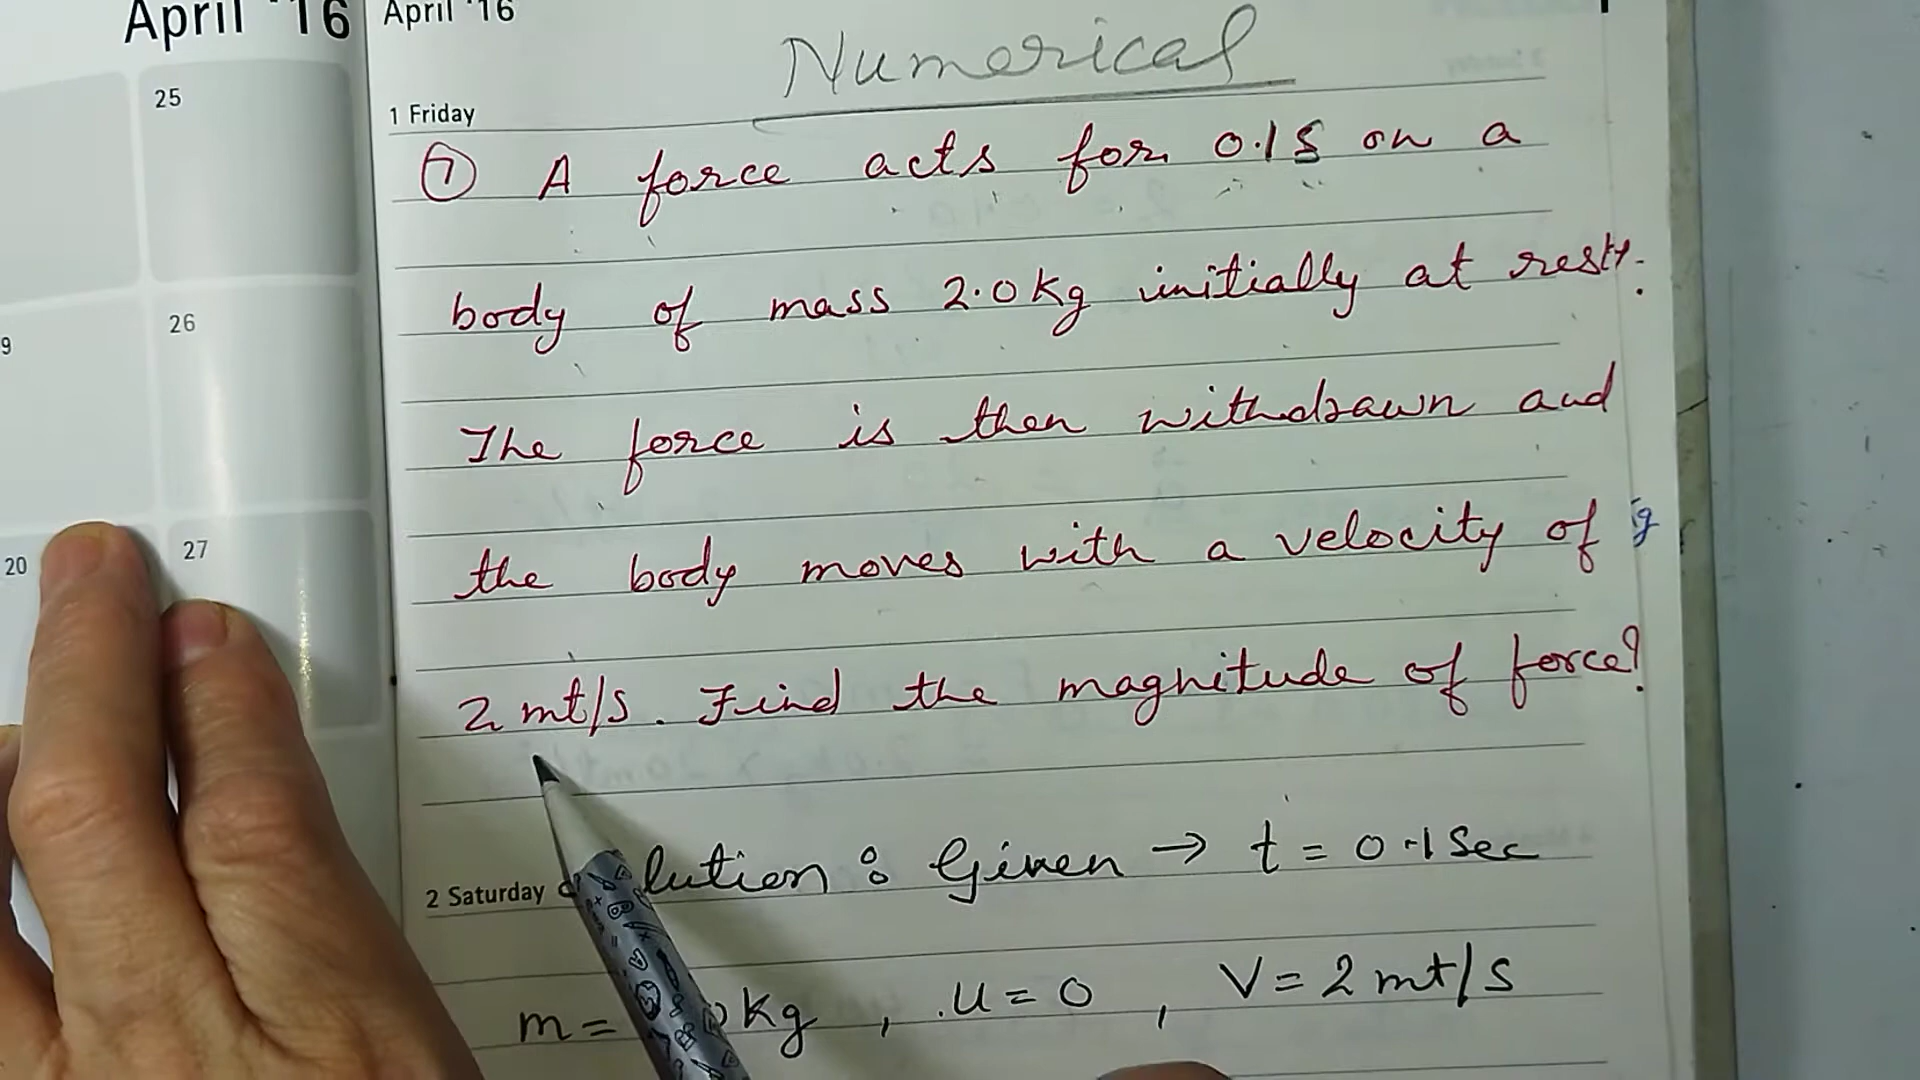 April '16
April '16
Numerical
25
1 Friday
⑦ A force acts for 0.1S on a
9
26
body of mass 2.0Kg initially at rest.
The force is then withdrawn and
20
27
the body moves with a velocity of
2 mt/s. Find the magnitude of force?
2 Saturday
lution : Given → t = 0.1 Sec
m = 0 Kg , u = 0 , V = 2 mt/s